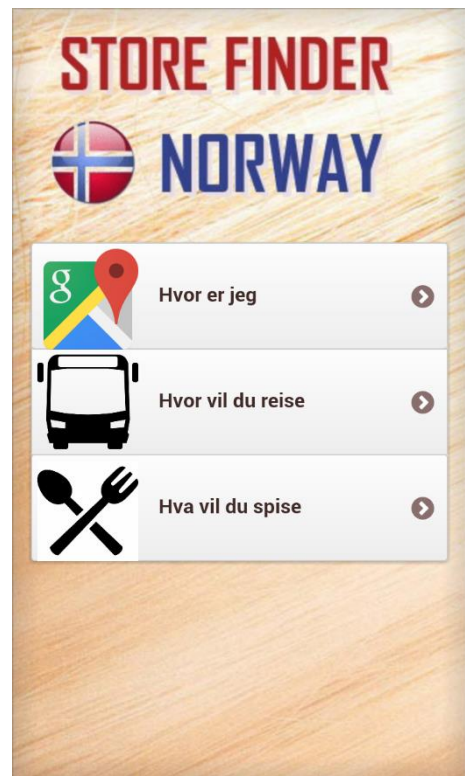 STORE FINDER
NORWAY
g
Hvor er jeg
Hvor vil du reise
Hva vil du spise